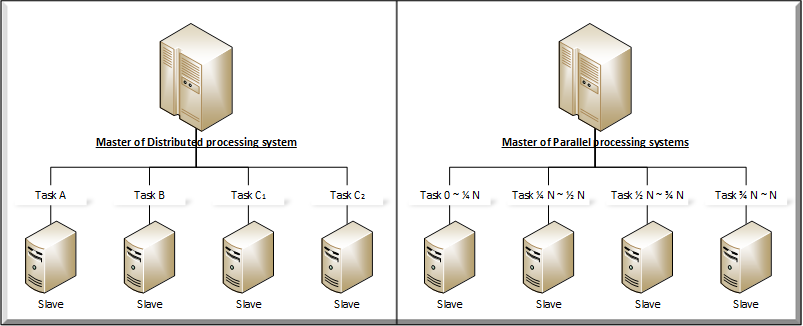 Master of Distributed processing system
Task A
Task B
Task C₁
Task C₂
Slave
Slave
Slave
Slave
Master of Parallel processing systems
Task 0 ~ ¼ N
Task ¼ N ~ ½ N
Task ½ N ~ ¾ N
Task ¾ N ~ N
Slave
Slave
Slave
Slave